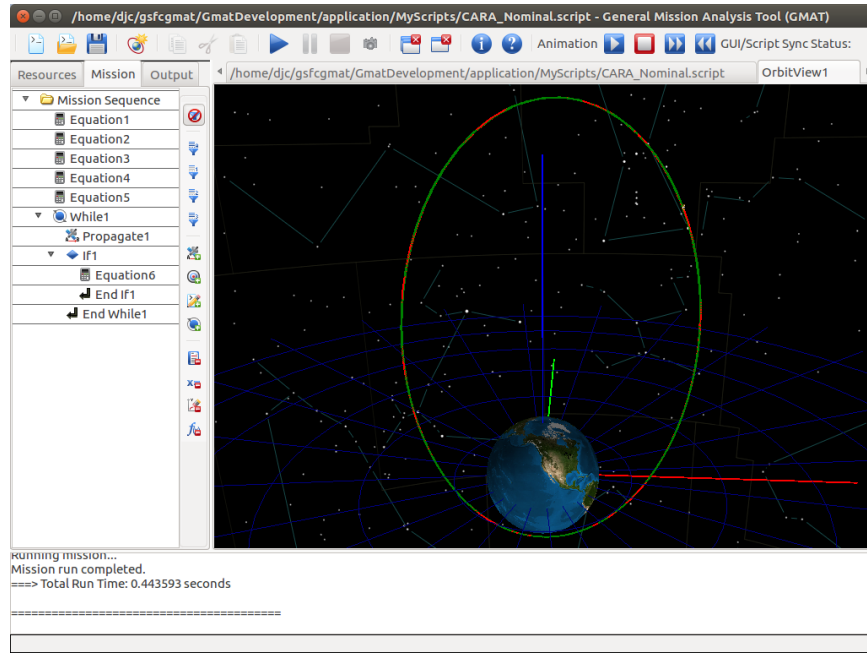 /home/djc/gsfcgmat/GmatDevelopment/application/MyScripts/CARA_Nominal.script - General Mission Analysis Tool (GMAT)
Animation GUI/Script Sync Status:
Resources Mission Output /home/djc/gsfcgmat/GmatDevelopment/application/MyScripts/CARA_Nominal.script OrbitView1
Mission Sequence
Equation1
Equation2
Equation3
Equation4
Equation5
While1
Propagate1
If1
Equation6
End If1
End While1
Running mission...
Mission run completed.
===> Total Run Time: 0.443593 seconds
========================================